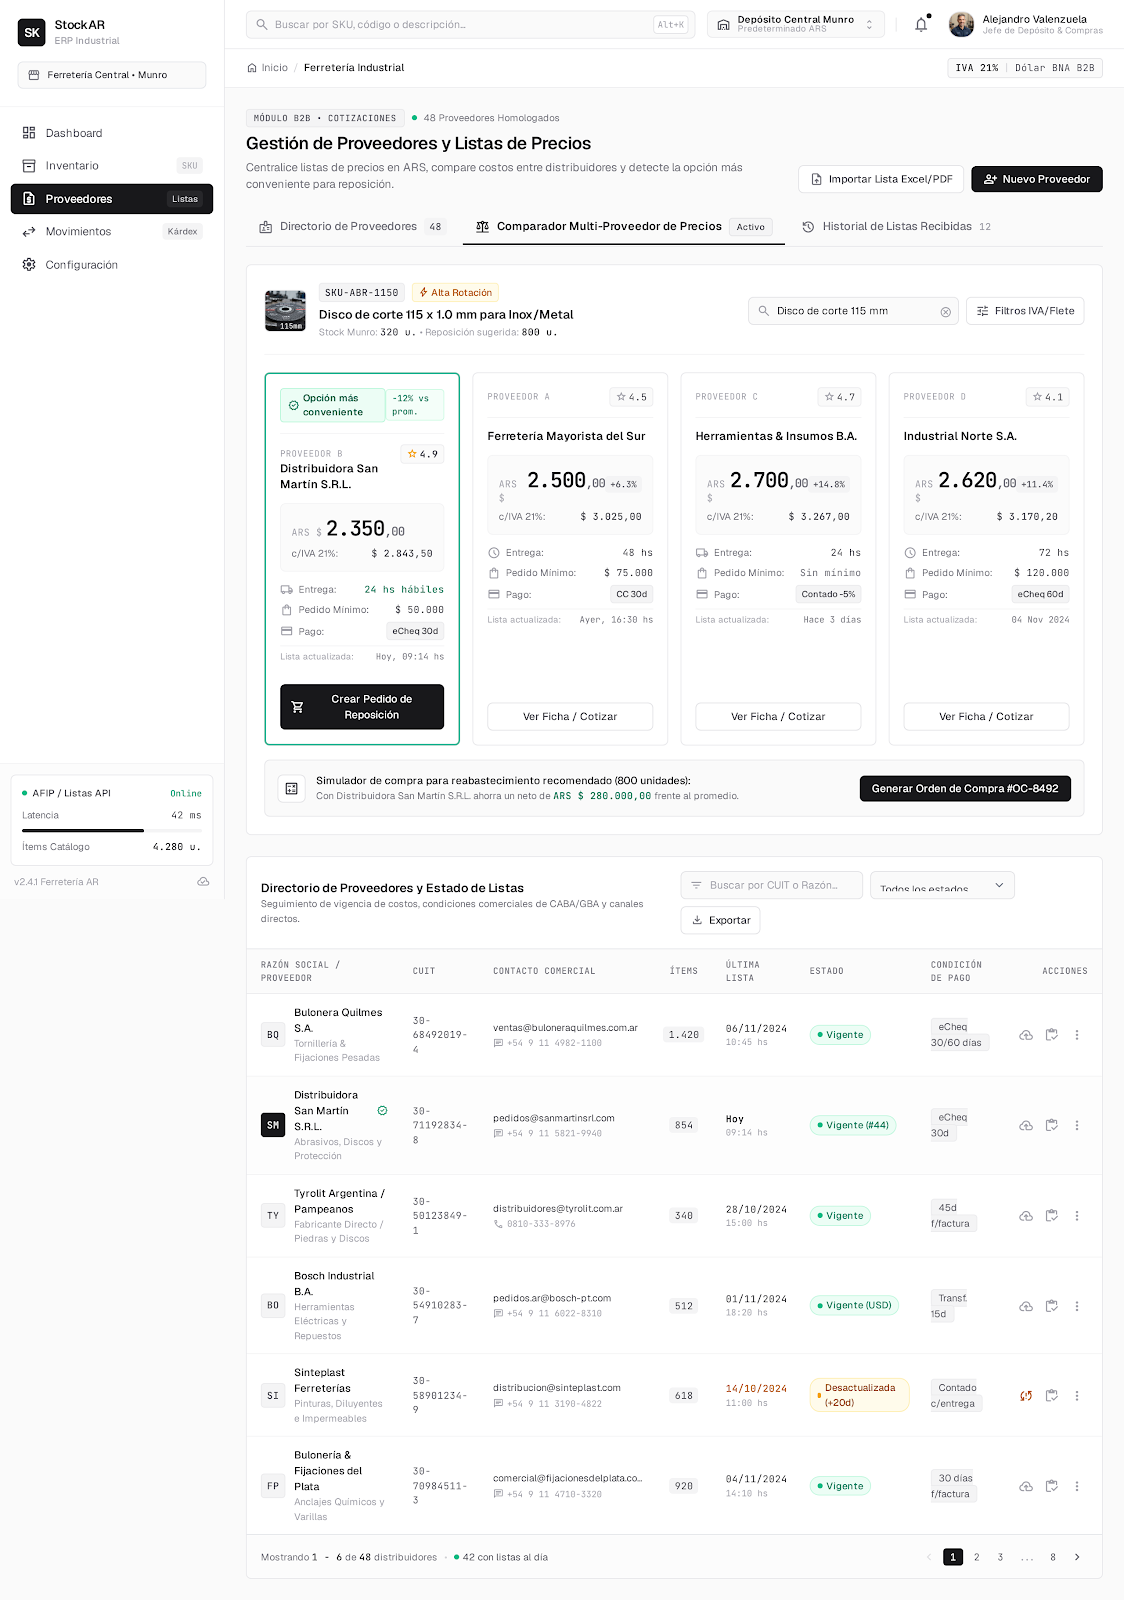 SK
StockAR
ERP Industrial
Ferretería Central • Munro
Dashboard
Inventario SKU
Proveedores Listas
Movimientos Kárdex
Configuración
AFIP / Listas API Online
Latencia 42 ms
Ítems Catálogo 4.280 u.
v2.4.1 Ferretería AR
Buscar por SKU, código o descripción... Alt+K
Depósito Central Munro
Predeterminado ARS
Alejandro Valenzuela
Jefe de Depósito & Compras
Inicio / Ferretería Industrial
IVA 21% | Dólar BNA B2B
MÓDULO B2B • COTIZACIONES
48 Proveedores Homologados
Gestión de Proveedores y Listas de Precios
Centralice listas de precios en ARS, compare costos entre distribuidores y detecte la opción más
conveniente para reposición.
Importar Lista Excel/PDF
Nuevo Proveedor
Directorio de Proveedores 48
Comparador Multi-Proveedor de Precios Activo
Historial de Listas Recibidas 12
115mm
SKU-ABR-1150
Alta Rotación
Disco de corte 115 x 1.0 mm para Inox/Metal
Stock Munro: 320 u. • Reposición sugerida: 800 u.
Disco de corte 115 mm
Filtros IVA/Flete
Opción más
conveniente
-12% vs
prom.
PROVEEDOR B
4.9
Distribuidora San
Martín S.R.L.
ARS $ 2.350,00
c/IVA 21%: $ 2.843,50
Entrega: 24 hs hábiles
Pedido Mínimo: $ 50.000
Pago: eCheq 30d
Lista actualizada: Hoy, 09:14 hs
Crear Pedido de
Reposición
PROVEEDOR A 4.5
Ferretería Mayorista del Sur
ARS
$
2.500,00 +6.3%
c/IVA 21%: $ 3.025,00
Entrega: 48 hs
Pedido Mínimo: $ 75.000
Pago: CC 30d
Lista actualizada: Ayer, 16:30 hs
Ver Ficha / Cotizar
PROVEEDOR C 4.7
Herramientas & Insumos B.A.
ARS
$
2.700,00 +14.8%
c/IVA 21%: $ 3.267,00
Entrega: 24 hs
Pedido Mínimo: Sin mínimo
Pago: Contado -5%
Lista actualizada: Hace 3 días
Ver Ficha / Cotizar
PROVEEDOR D 4.1
Industrial Norte S.A.
ARS
$
2.620,00 +11.4%
c/IVA 21%: $ 3.170,20
Entrega: 72 hs
Pedido Mínimo: $ 120.000
Pago: eCheq 60d
Lista actualizada: 04 Nov 2024
Ver Ficha / Cotizar
Simulador de compra para reabastecimiento recomendado (800 unidades):
Con Distribuidora San Martín S.R.L. ahorra un neto de ARS $ 280.000,00 frente al promedio.
Generar Orden de Compra #OC-8492
Directorio de Proveedores y Estado de Listas
Seguimiento de vigencia de costos, condiciones comerciales de CABA/GBA y canales
directos.
Buscar por CUIT o Razón...
Todos los estados
Exportar
RAZÓN SOCIAL /
PROVEEDOR
CUIT
CONTACTO COMERCIAL
ÍTEMS
ÚLTIMA
LISTA
ESTADO
CONDICIÓN
DE PAGO
ACCIONES
BQ
Bulonera Quilmes
S.A.
Tornillería &
Fijaciones Pesadas
30-
68492019-
4
ventas@buloneraquilmes.com.ar
+54 9 11 4982-1100
1.420
06/11/2024
10:45 hs
Vigente
eCheq
30/60 días
SM
Distribuidora
San Martín
S.R.L.
Abrasivos, Discos y
Protección
30-
71192834-
8
pedidos@sanmartinsrl.com
+54 9 11 5821-9940
854
Hoy
09:14 hs
Vigente (#44)
eCheq
30d
TY
Tyrolit Argentina /
Pampeanos
Fabricante Directo /
Piedras y Discos
30-
50123849-
1
distribuidores@tyrolit.com.ar
0810-333-8976
340
28/10/2024
15:00 hs
Vigente
45d
f/factura
BO
Bosch Industrial
B.A.
Herramientas
Eléctricas y
Repuestos
30-
54910283-
7
pedidos.ar@bosch-pt.com
+54 9 11 6022-8310
512
01/11/2024
18:20 hs
Vigente (USD)
Transf.
15d
SI
Sinteplast
Ferreterías
Pinturas, Diluyentes
e Impermeables
30-
58901234-
9
distribucion@sinteplast.com
+54 9 11 3190-4822
618
14/10/2024
11:00 hs
Desactualizada
(+20d)
Contado
c/entrega
FP
Bulonería &
Fijaciones del
Plata
Anclajes Químicos y
Varillas
30-
70984511-
3
comercial@fijacionesdelplata.co...
+54 9 11 4710-3320
920
04/11/2024
14:10 hs
Vigente
30 días
f/factura
Mostrando 1 - 6 de 48 distribuidores · 42 con listas al día
1 2 3 ... 8